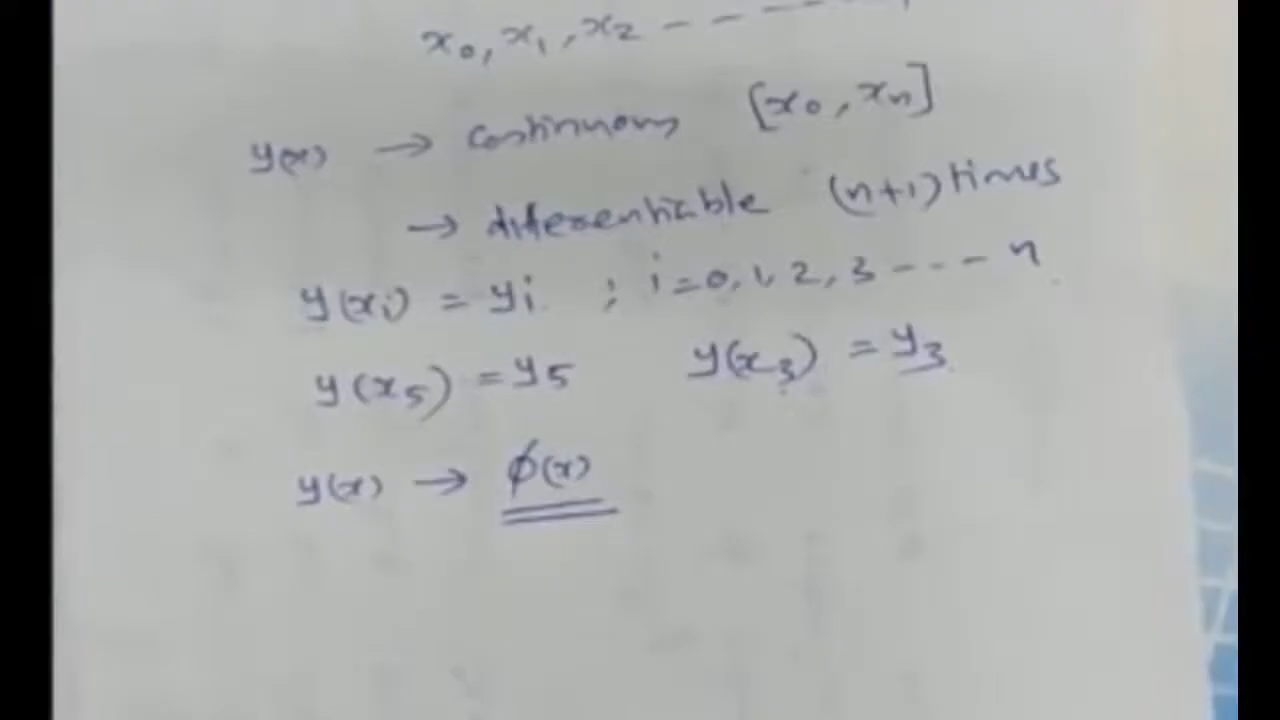 x₀, x₁, x₂ - - - - -
y(x) → continuous [x₀, xₙ]
→ differentiable (n+1) times
y(xᵢ) = yᵢ ; i = 0, 1, 2, 3 - - - - n
y(x₅) = y₅ y(x₃) = y₃
y(x) → ϕ(x)